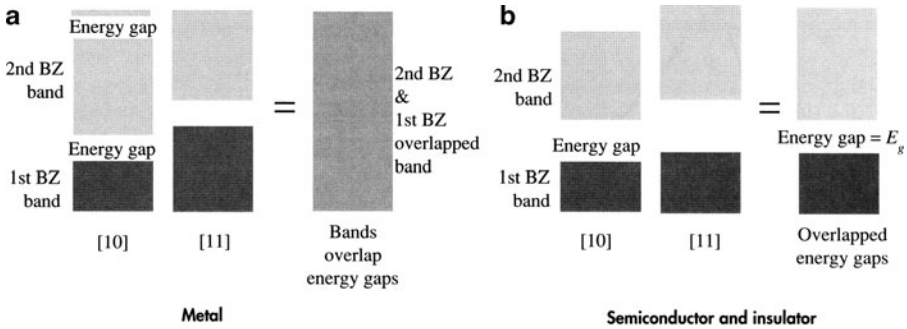 a
Energy gap
2nd BZ
band
Energy gap
1st BZ
band
[10]
[11]
=
2nd BZ
&
1st BZ
overlapped
band
Bands
overlap
energy gaps
Metal
b
2nd BZ
band
Energy gap
1st BZ
band
[10]
[11]
=
Energy gap = E_g
Overlapped
energy gaps
Semiconductor and insulator